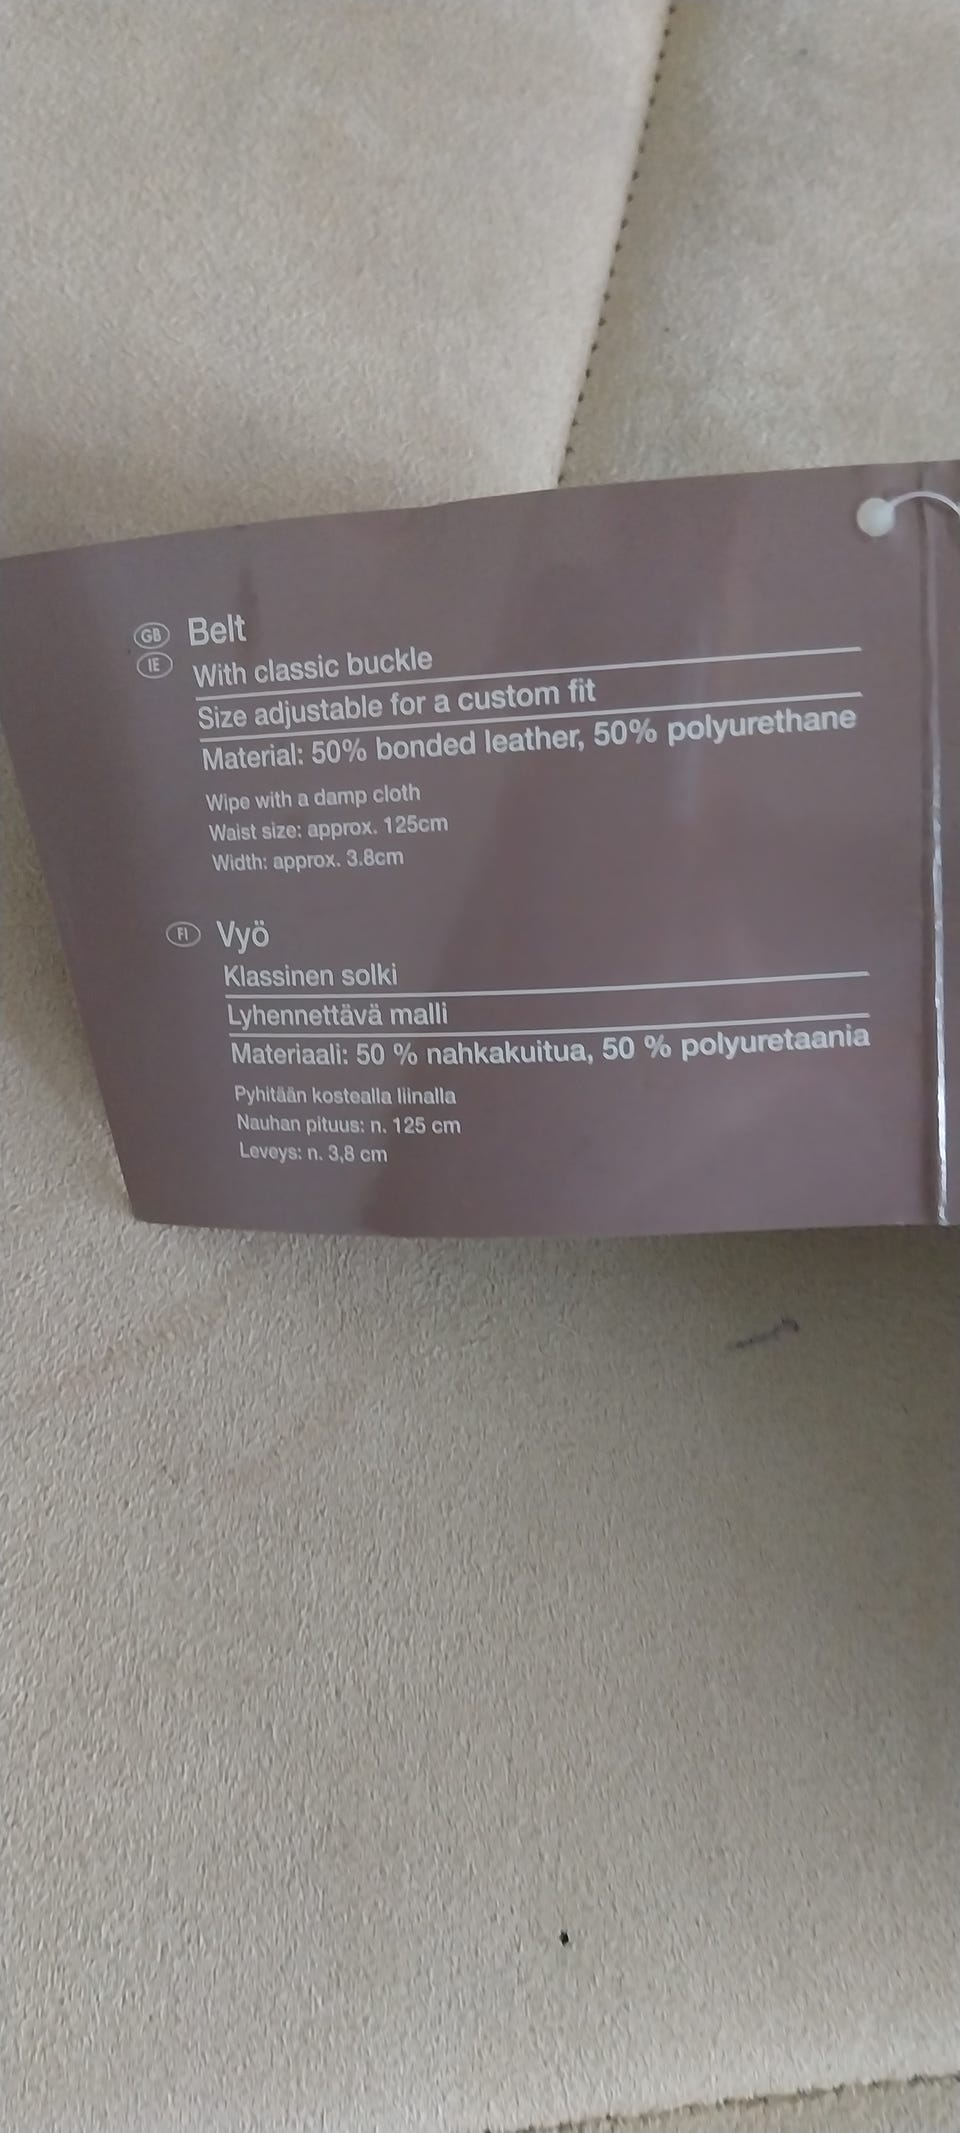 GB Belt
IE With classic buckle
Size adjustable for a custom fit
Material: 50% bonded leather, 50% polyurethane
Wipe with a damp cloth
Waist size: approx. 125cm
Width: approx. 3.8cm
FI Vyö
Klassinen solki
Lyhennettävä malli
Materiaali: 50 % nahkakuitua, 50 % polyuretaania
Pyhitään kostealla liinalla
Nauhan pituus: n. 125 cm
Leveys: n. 3,8 cm